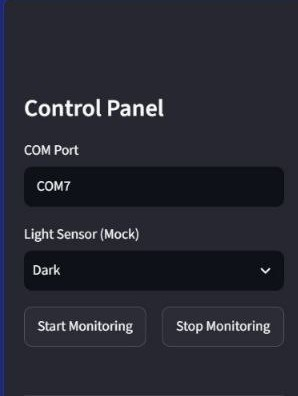 Control Panel
COM Port
COM7
Light Sensor (Mock)
Dark
Start Monitoring
Stop Monitoring